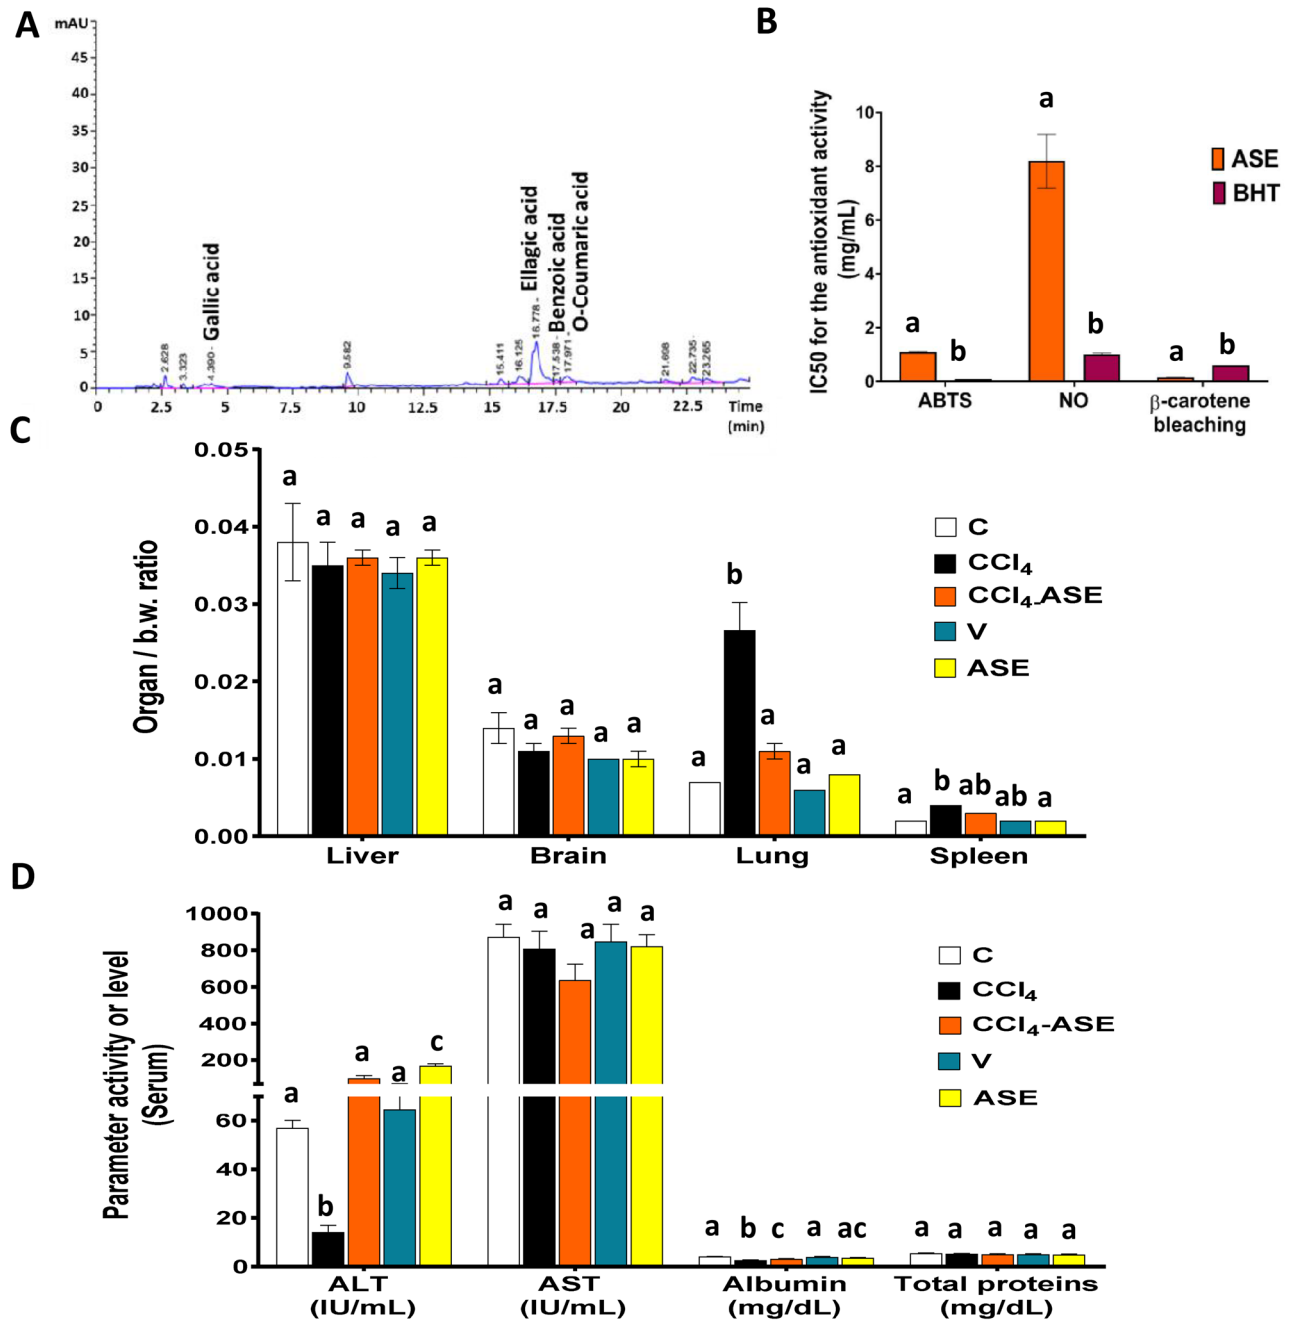 A
mAU
45
40
35
30
25
20
15
10
5
0
0
2.5
5
7.5
10
12.5
15
17.5
20
22.5
Time
(min)
2.628
3.323
4.390
Gallic acid
9.582
15.411
16.125
16.778
Ellagic acid
17.538
Benzoic acid
17.971
O-Coumaric acid
21.698
22.735
23.265
B
IC50 for the antioxidant activity
(mg/mL)
10
8
6
4
2
0
a
b
a
b
a
b
ABTS
NO
β-carotene
bleaching
ASE
BHT
C
Organ / b.w. ratio
0.05
0.04
0.03
0.02
0.01
0.00
a a a a a
a a a a a
a b a a a
a b ab ab a
Liver
Brain
Lung
Spleen
C
CCl4
CCl4-ASE
V
ASE
D
Parameter activity or level
(Serum)
1000
800
600
400
200
60
40
20
0
a b a a c
a a a a a
a b c a ac
a a a a a
ALT
(IU/mL)
AST
(IU/mL)
Albumin
(mg/dL)
Total proteins
(mg/dL)
C
CCl4
CCl4-ASE
V
ASE